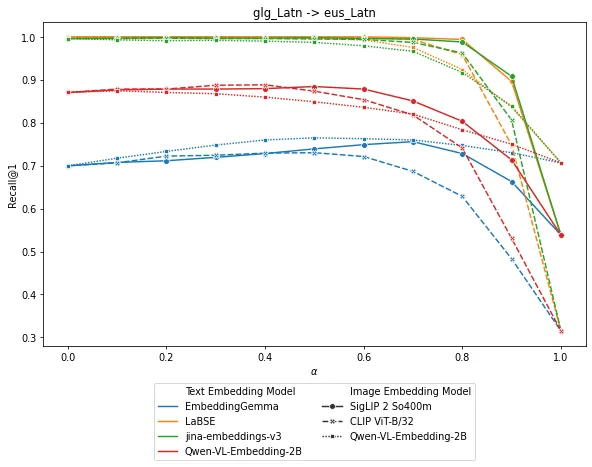 glg_Latn -> eus_Latn
Recall@1
1.0
0.9
0.8
0.7
0.6
0.5
0.4
0.3
0.0 0.2 0.4 0.6 0.8 1.0
α
Text Embedding Model
EmbeddingGemma
LaBSE
jina-embeddings-v3
Qwen-VL-Embedding-2B
Image Embedding Model
SigLIP 2 So400m
CLIP ViT-B/32
Qwen-VL-Embedding-2B